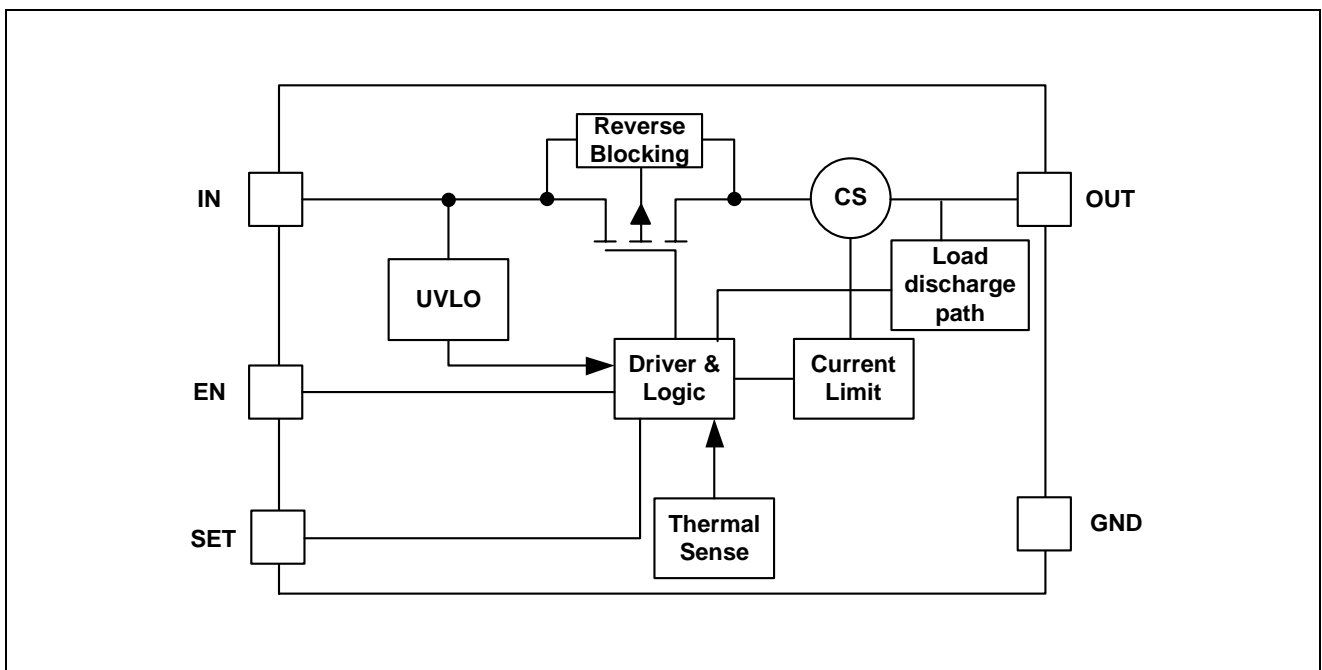 Reverse
Blocking
IN
CS
OUT
Load
discharge
path
UVLO
Driver &
Logic
Current
Limit
EN
Thermal
Sense
SET
GND